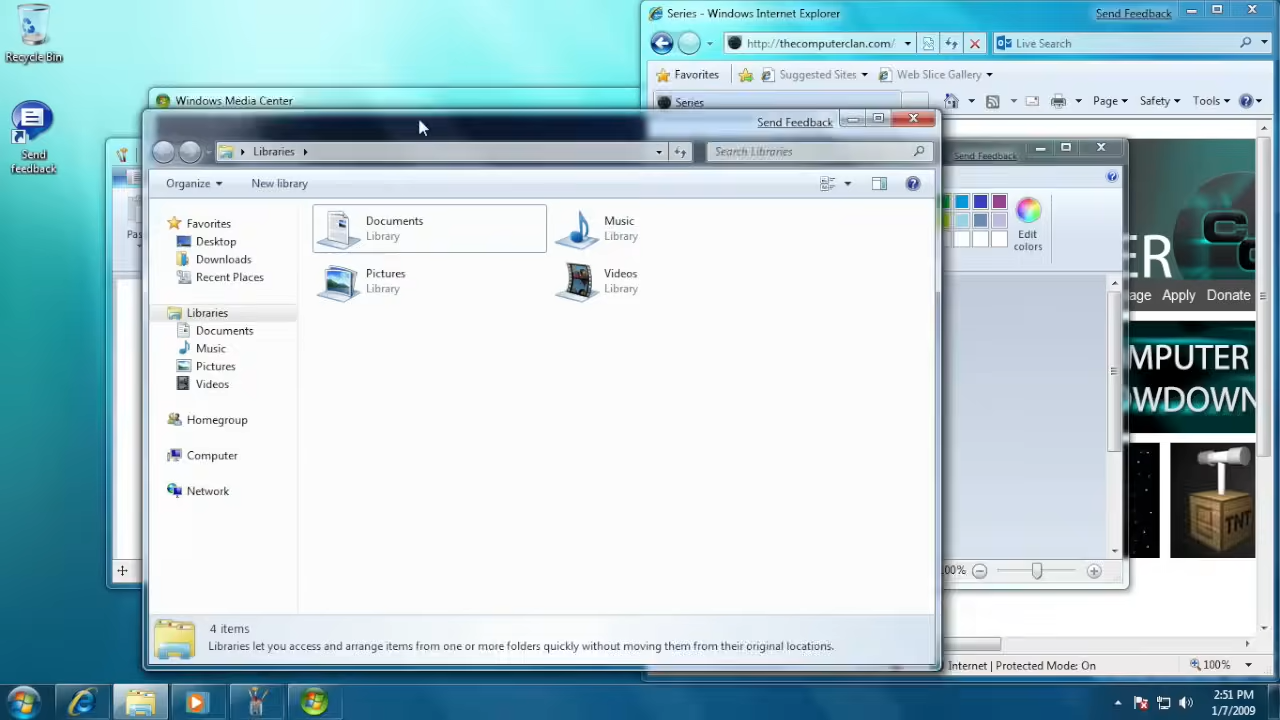 Recycle Bin
Send
feedback
Series - Windows Internet Explorer
Send Feedback
http://thecomputerclan.com/
Live Search
Favorites
Suggested Sites
Web Slice Gallery
Series
Page
Safety
Tools
Windows Media Center
Send Feedback
Libraries
Search Libraries
Organize
New library
Favorites
Desktop
Downloads
Recent Places
Libraries
Documents
Music
Pictures
Videos
Homegroup
Computer
Network
Documents
Library
Music
Library
Pictures
Library
Videos
Library
4 items
Libraries let you access and arrange items from one or more folders quickly without moving them from their original locations.
Send Feedback
Pas
Edit
colors
00%
ER
age Apply Donate
MPUTER
OWDOWN
TNT
Internet | Protected Mode: On
100%
2:51 PM
1/7/2009